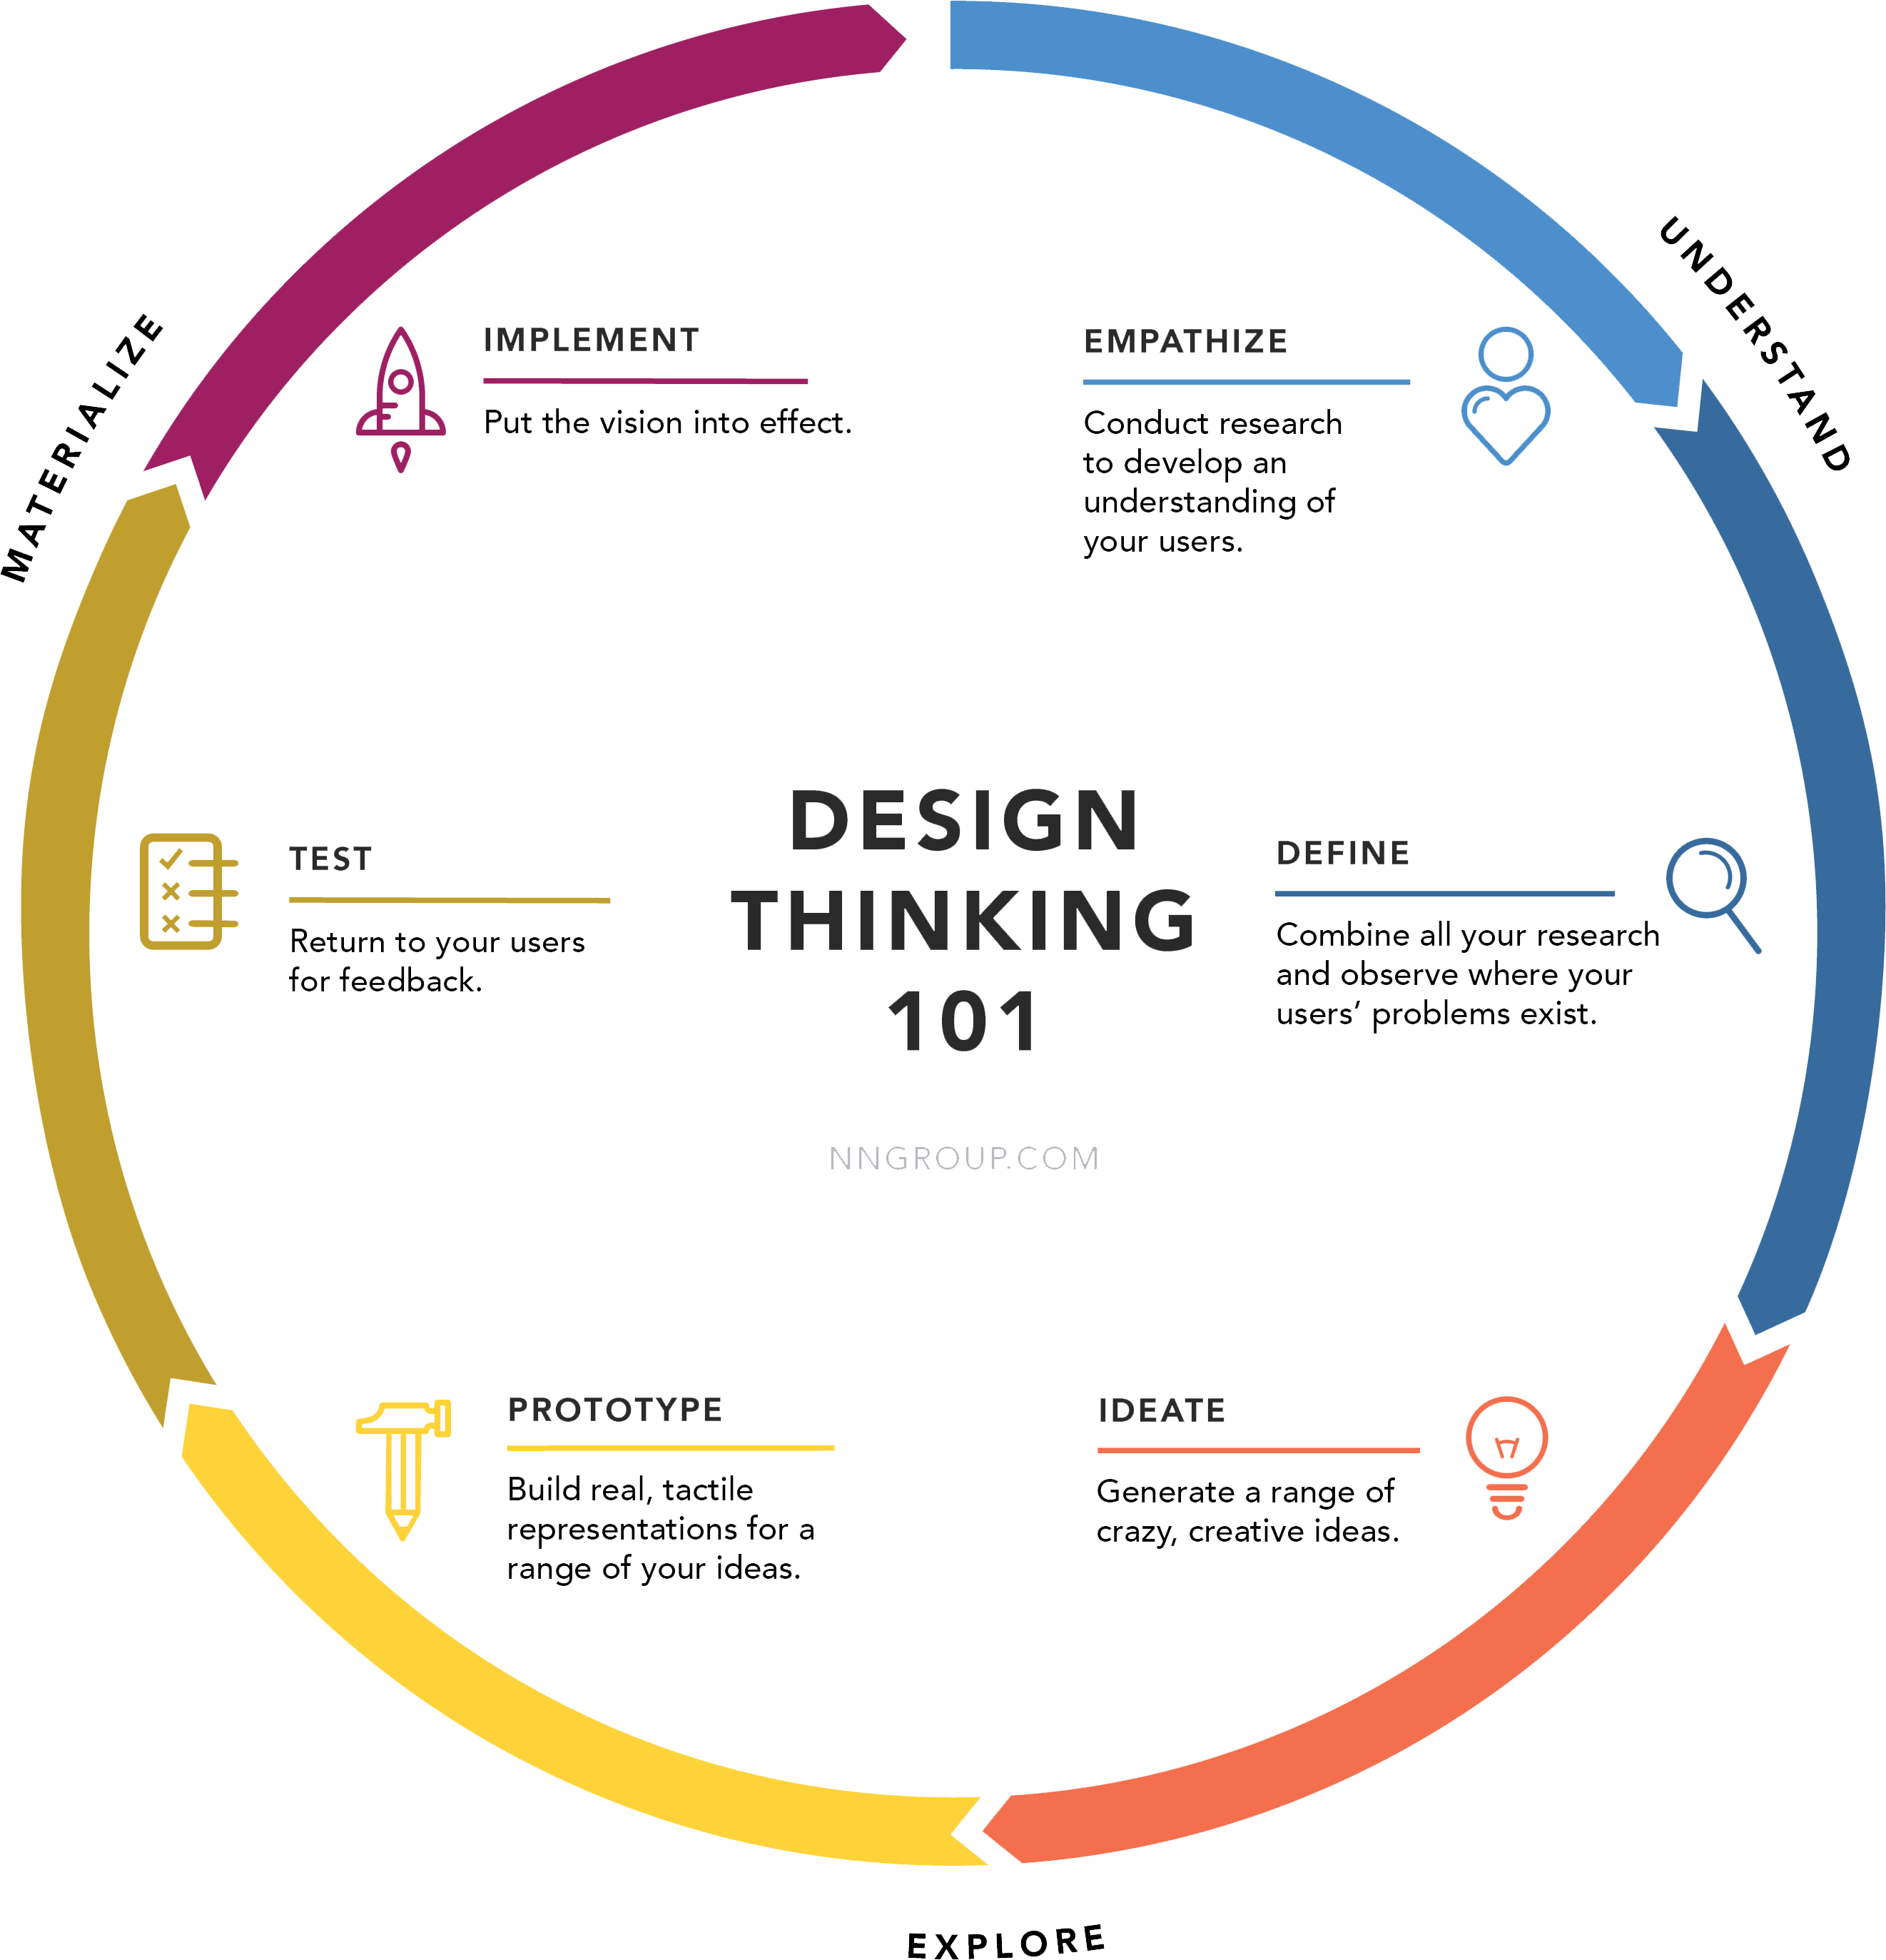 DESIGN
THINKING
101
NNGROUP.COM
UNDERSTAND
EMPATHIZE
Conduct research
to develop an
understanding of
your users.
DEFINE
Combine all your research
and observe where your
users’ problems exist.
EXPLORE
IDEATE
Generate a range of
crazy, creative ideas.
PROTOTYPE
Build real, tactile
representations for a
range of your ideas.
MATERIALIZE
TEST
Return to your users
for feedback.
IMPLEMENT
Put the vision into effect.